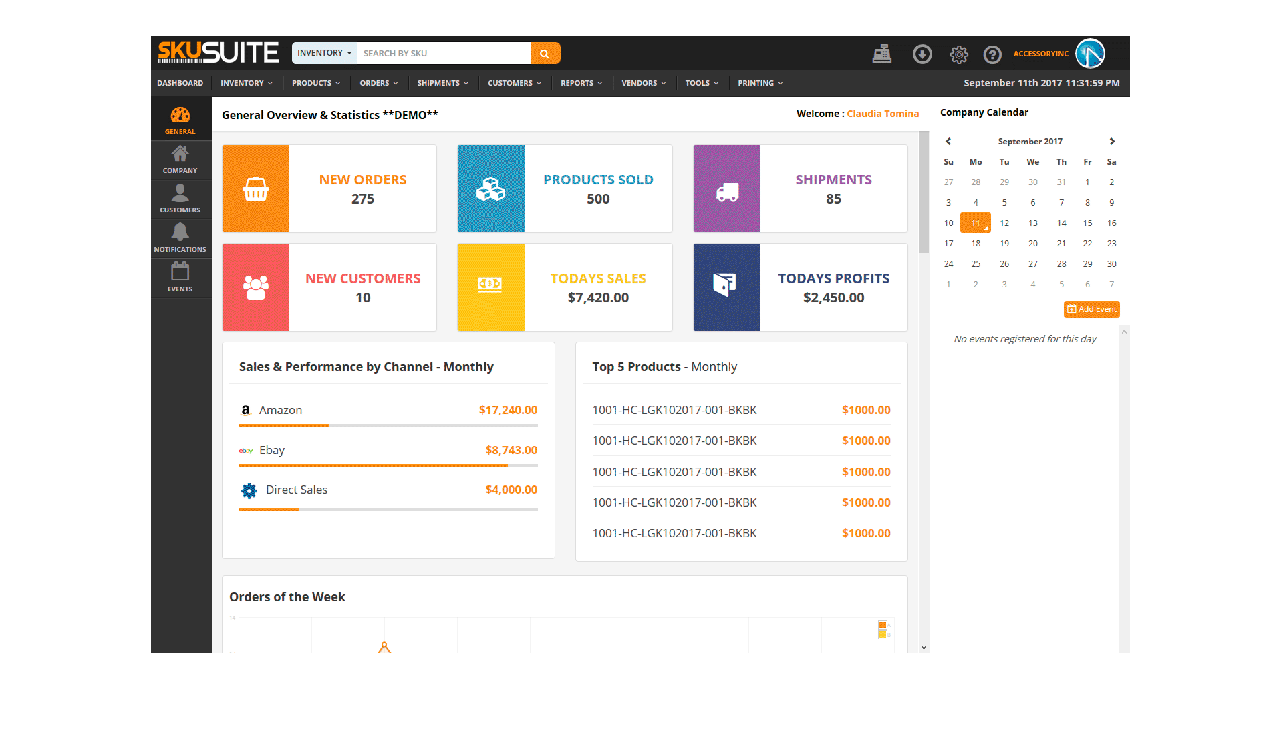 SKUSUITE
INVENTORY SEARCH BY SKU
ACCESSORYINC
DASHBOARD INVENTORY PRODUCTS ORDERS SHIPMENTS CUSTOMERS REPORTS VENDORS TOOLS PRINTING September 11th 2017 11:31:59 PM
GENERAL
COMPANY
CUSTOMERS
NOTIFICATIONS
EVENTS
General Overview & Statistics **DEMO** Welcome : Claudia Tomina
NEW ORDERS
275
PRODUCTS SOLD
500
SHIPMENTS
85
NEW CUSTOMERS
10
TODAYS SALES
$7,420.00
TODAYS PROFITS
$2,450.00
Sales & Performance by Channel - Monthly
Amazon $17,240.00
Ebay $8,743.00
Direct Sales $4,000.00
Top 5 Products - Monthly
1001-HC-LGK102017-001-BKBK $1000.00
1001-HC-LGK102017-001-BKBK $1000.00
1001-HC-LGK102017-001-BKBK $1000.00
1001-HC-LGK102017-001-BKBK $1000.00
1001-HC-LGK102017-001-BKBK $1000.00
Orders of the Week
Company Calendar
September 2017
Su Mo Tu We Th Fr Sa
27 28 29 30 31 1 2
3 4 5 6 7 8 9
10 11 12 13 14 15 16
17 18 19 20 21 22 23
24 25 26 27 28 29 30
1 2 3 4 5 6 7
Add Event
No events registered for this day